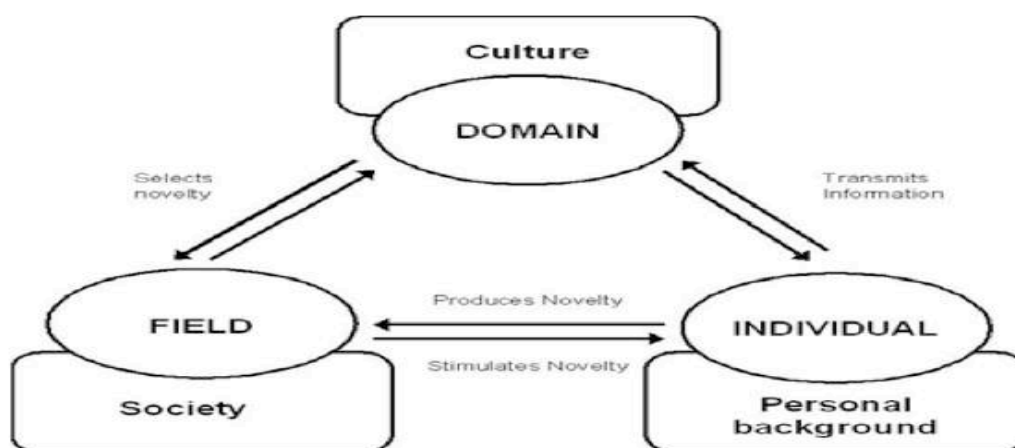 Culture
DOMAIN
Selects
novelty
Transmits
Information
Produces Novelty
FIELD
INDIVIDUAL
Stimulates Novelty
Society
Personal
background